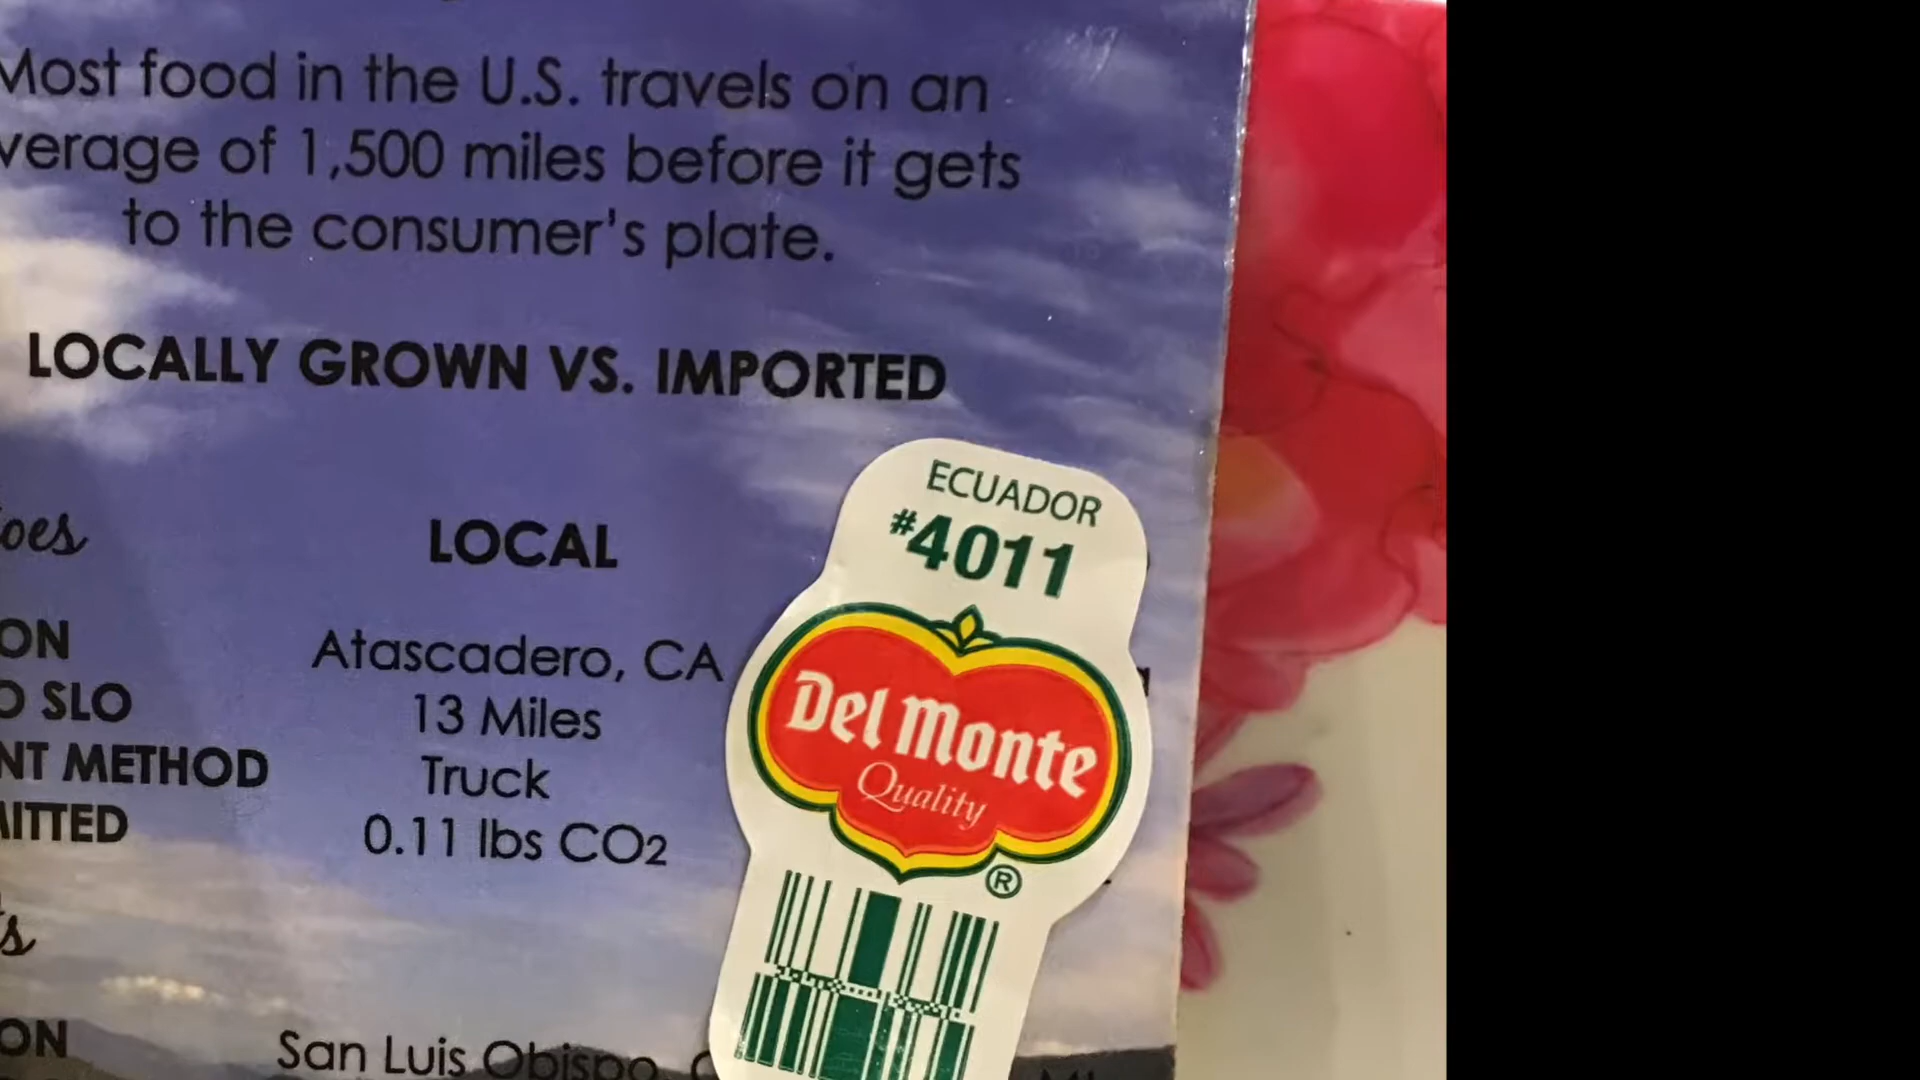 Most food in the U.S. travels on an
verage of 1,500 miles before it gets
to the consumer's plate.
LOCALLY GROWN VS. IMPORTED
oes
LOCAL
ON
Atascadero, CA
O SLO
13 Miles
NT METHOD
Truck
MITTED
0.11 lbs CO2
s
ON
San Luis Obispo, C
ECUADOR
#4011
Del Monte
Quality
®